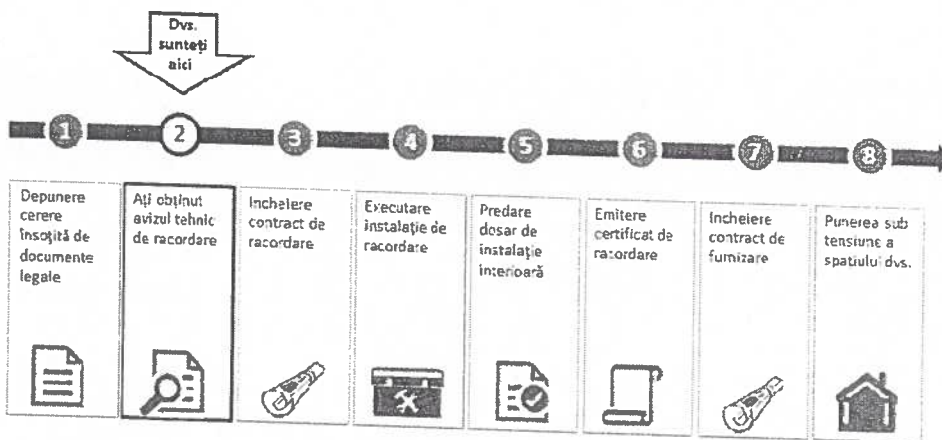 Dvs.
sunteți
aici
1
2
3
4
5
6
7
8
Depunere
cerere
însoțită de
documente
legale
Ați obținut
avizul tehnic
de racordare
Incheiere
contract de
racordare
Executare
instalație de
racordare
Predare
dosar de
instalație
interioară
Emitere
certificat de
racordare
Incheiere
contract de
furnizare
Punerea sub
tensiune a
spatiului dvs.